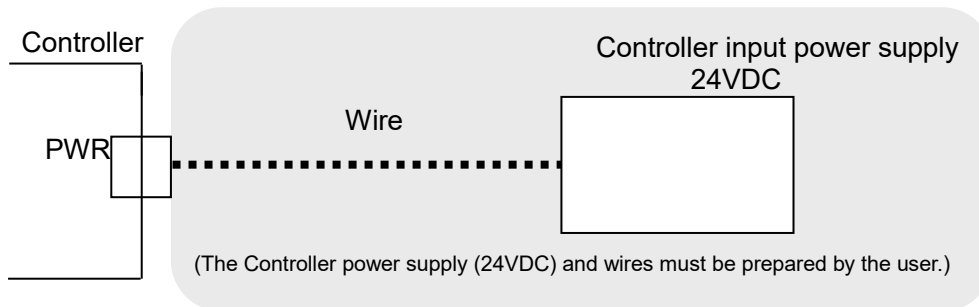 Controller
Controller input power supply
24VDC
Wire
PWR
(The Controller power supply (24VDC) and wires must be prepared by the user.)